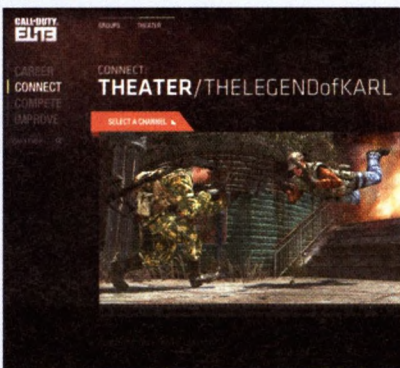 CALL OF DUTY
ELITE
GROUPS THEATER
CAREER
CONNECT
COMPETE
IMPROVE
CONNECT:
THEATER/THELEGENDofKARL
SELECT A CHANNEL